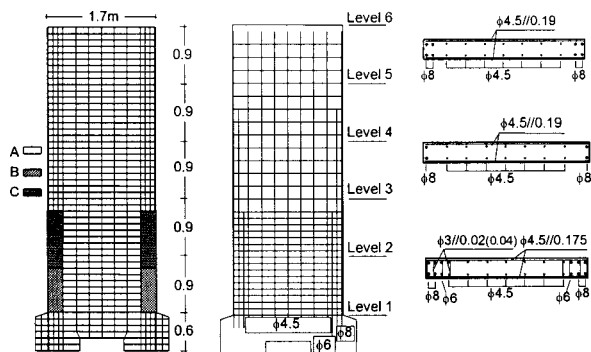 1.7m
0.9
0.9
0.9
0.9
0.9
0.6
A
B
C
Level 6
Level 5
Level 4
Level 3
Level 2
Level 1
ϕ4.5
ϕ8
ϕ6
ϕ4.5//0.19
ϕ8 ϕ4.5 ϕ8
ϕ4.5//0.19
ϕ8 ϕ4.5 ϕ8
ϕ3//0.02(0.04) ϕ4.5//0.175
ϕ8 ϕ6 ϕ4.5 ϕ6 ϕ8